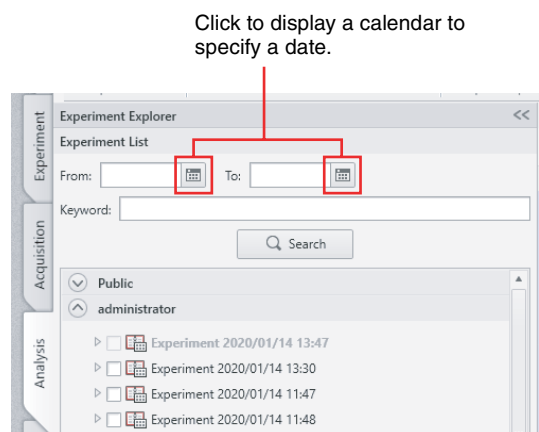 Click to display a calendar to
specify a date.
Experiment Explorer
<<
Experiment List
From:
To:
Keyword:
Search
Public
administrator
Experiment 2020/01/14 13:47
Experiment 2020/01/14 13:30
Experiment 2020/01/14 11:47
Experiment 2020/01/14 11:48
Experiment
Acquisition
Analysis